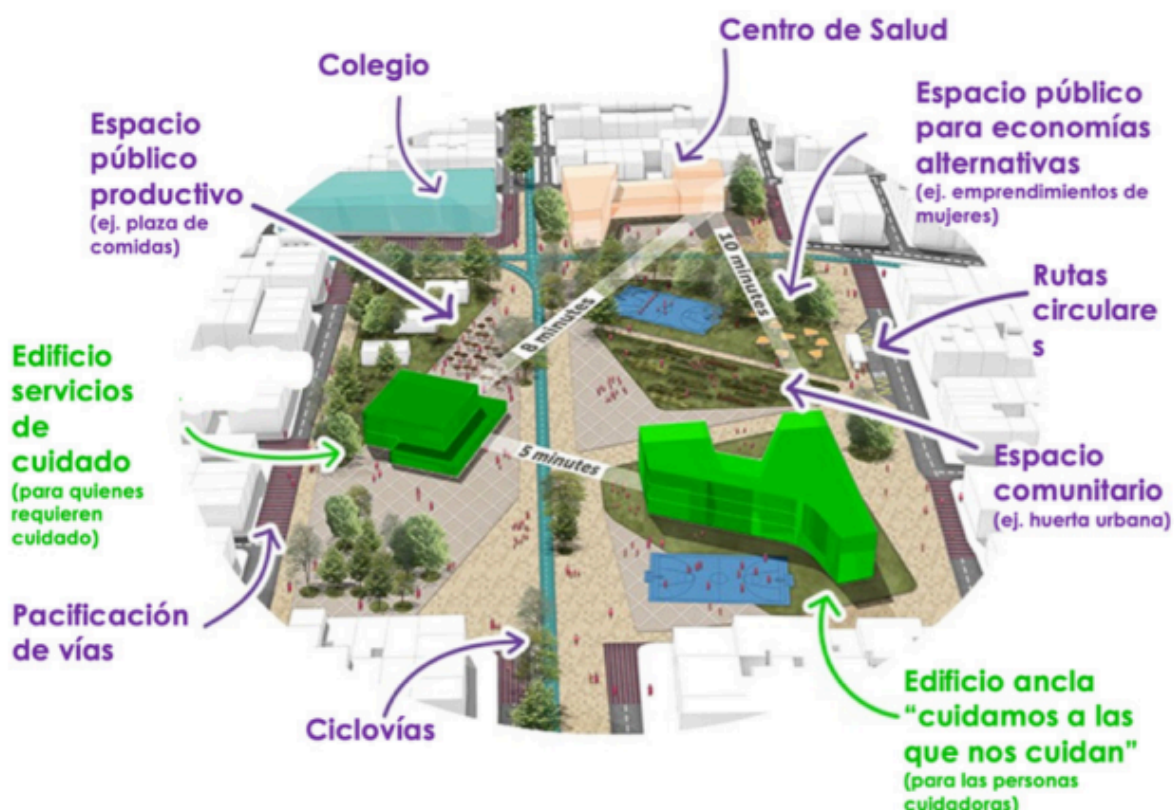 Centro de Salud
Colegio
Espacio
público
productivo
(ej. plaza de
comidas)
Espacio público
para economías
alternativas
(ej. emprendimientos de
mujeres)
Rutas
circulare
s
8 minutes
10 minutes
5 minutes
Edificio
servicios
de
cuidado
(para quienes
requieren
cuidado)
Espacio
comunitario
(ej. huerta urbana)
Pacificación
de vías
Ciclovías
Edificio ancla
“cuidamos a las
que nos cuidan”
(para las personas
cuidadoras)